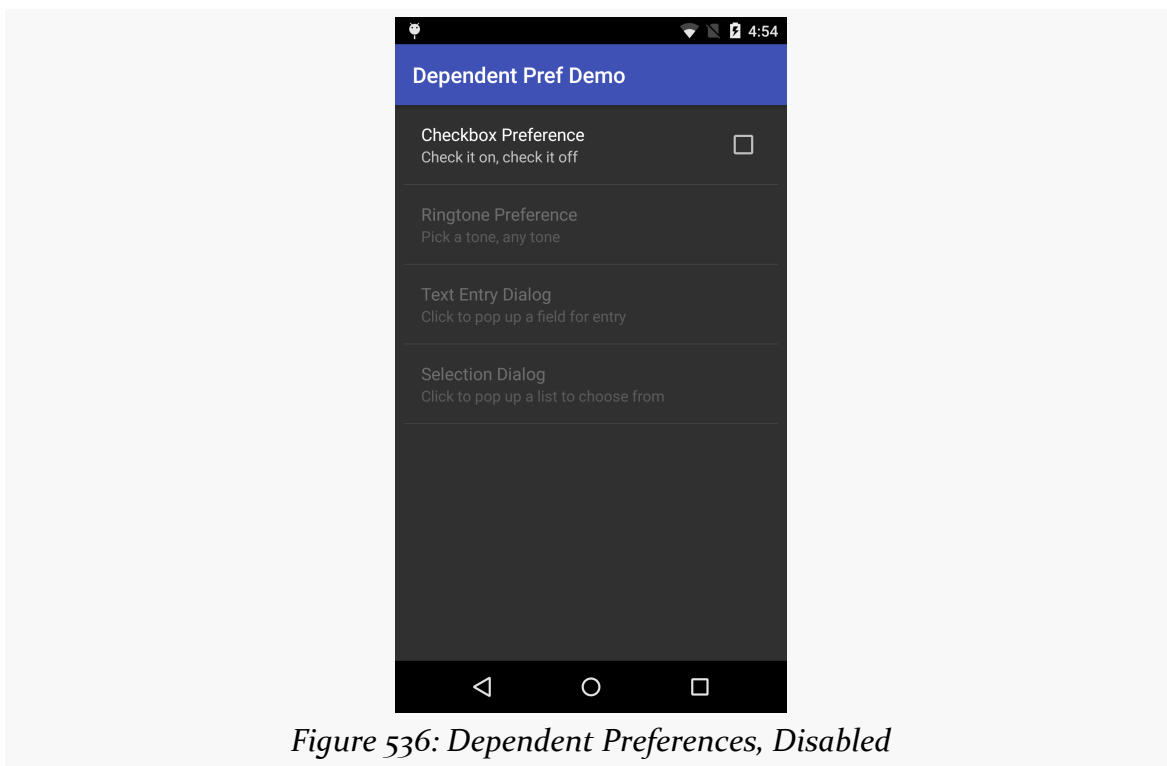 4:54
Dependent Pref Demo
Checkbox Preference
Check it on, check it off
Ringtone Preference
Pick a tone, any tone
Text Entry Dialog
Click to pop up a field for entry
Selection Dialog
Click to pop up a list to choose from
Figure 536: Dependent Preferences, Disabled